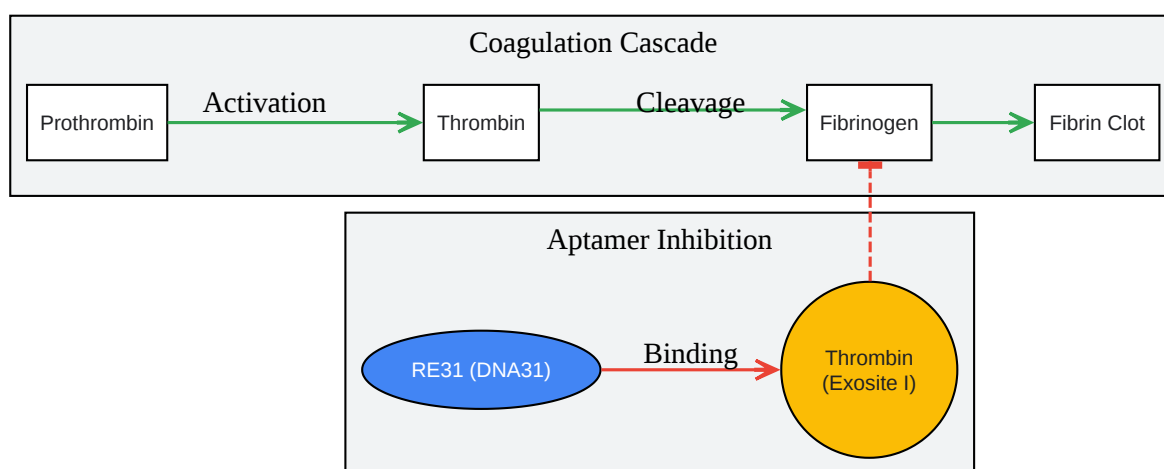 Coagulation Cascade
Activation
Cleavage
Prothrombin
Thrombin
Fibrinogen
Fibrin Clot
Aptamer Inhibition
Binding
RE31 (DNA31)
Thrombin
(Exosite I)